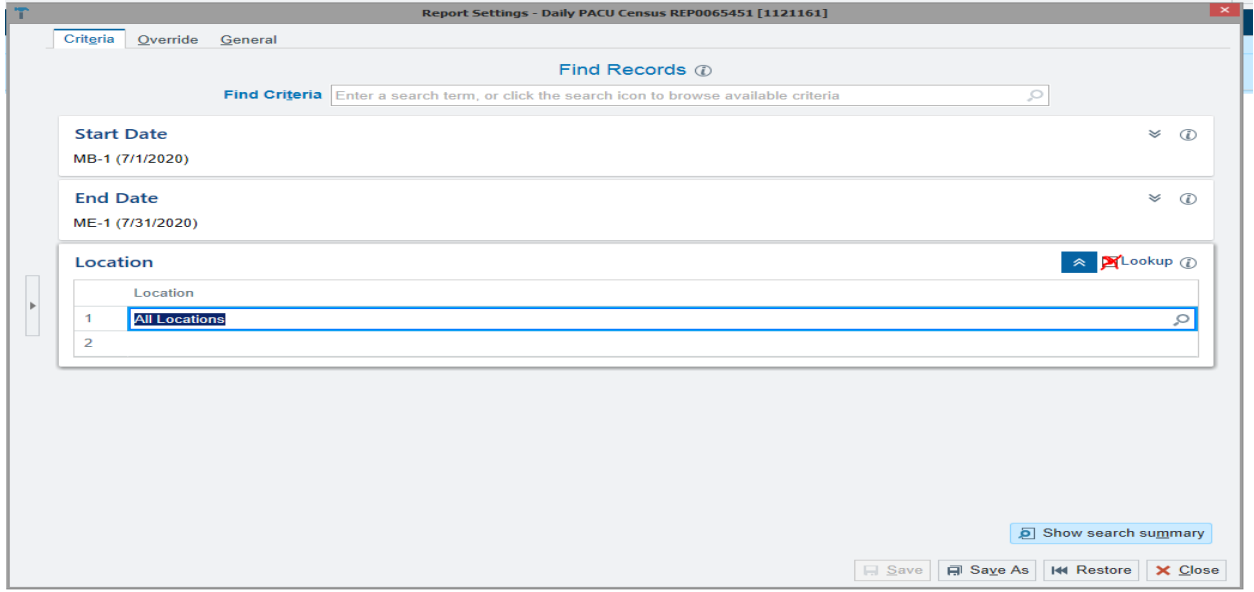 Report Settings - Daily PACU Census REP0065451 [1121161]
Criteria Override General
Find Records
Find Criteria Enter a search term, or click the search icon to browse available criteria
Start Date
MB-1 (7/1/2020)
End Date
ME-1 (7/31/2020)
Location Lookup
Location
1 All Locations
2
Show search summary
Save Save As Restore Close